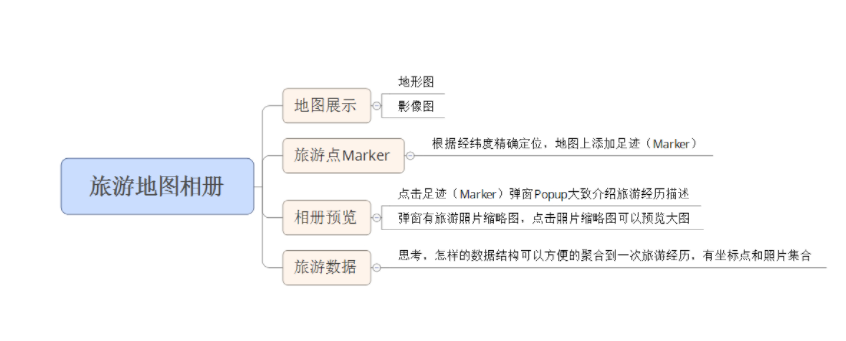 旅游地图相册
地图展示
地形图
影像图
旅游点Marker
根据经纬度精确定位，地图上添加足迹（Marker）
相册预览
点击足迹（Marker）弹窗Popup大致介绍旅游经历描述
弹窗有旅游照片缩略图，点击照片缩略图可以预览大图
旅游数据
思考，怎样的数据结构可以方便的聚合到一次旅游经历，有坐标点和照片集合